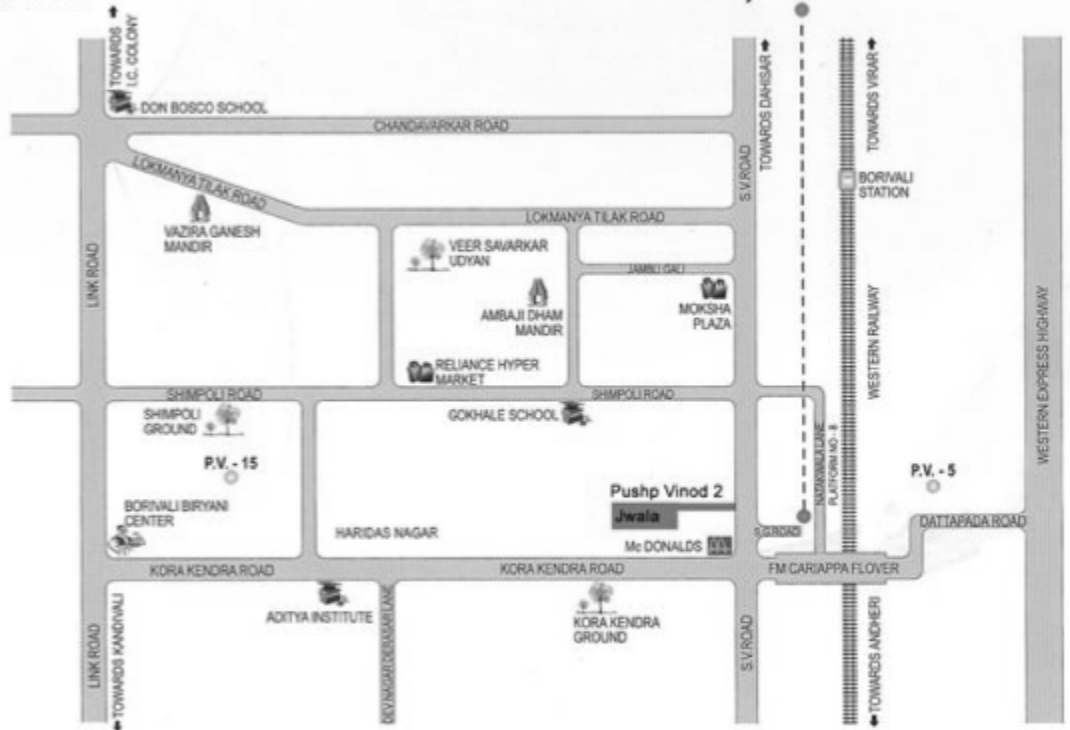 TOWARDS
I.C. COLONY
DON BOSCO SCHOOL
CHANDAVARKAR ROAD
TOWARDS DAHISAR
S.V.ROAD
TOWARDS VIRAR
BORIVALI
STATION
LOKMANYA TILAK ROAD
VAZIRA GANESH
MANDIR
LOKMANYA TILAK ROAD
LINK ROAD
VEER SAVARKAR
UDYAN
JAMBLI GALI
AMBAJI DHAM
MANDIR
MOKSHA
PLAZA
WESTERN RAILWAY
WESTERN EXPRESS HIGHWAY
RELIANCE HYPER
MARKET
SHIMPOLI ROAD
SHIMPOLI ROAD
SHIMPOLI
GROUND
GOKHALE SCHOOL
NATAKWALA LANE
PLATFORM NO - 8
P.V. - 15
P.V. - 5
Pushp Vinod 2
Jwala
BORIVALI BIRYANI
CENTER
HARIDAS NAGAR
Mc DONALDS
S.G.ROAD
DATTAPADA ROAD
KORA KENDRA ROAD
KORA KENDRA ROAD
FM CARIAPPA FLOVER
ADITYA INSTITUTE
KORA KENDRA
GROUND
LINK ROAD
TOWARDS KANDIVALI
DEV NAGAR DERASAR LANE
S.V.ROAD
TOWARDS ANDHERI